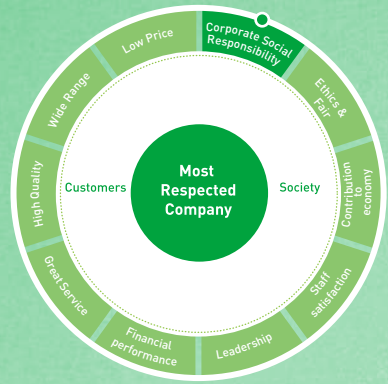 Corporate Social
Responsibility
Ethics &
Fair
Contribution
to
economy
Staff
satisfaction
Leadership
Financial
performance
Great Service
High Quality
Wide Range
Low Price
Customers
Most
Respected
Company
Society